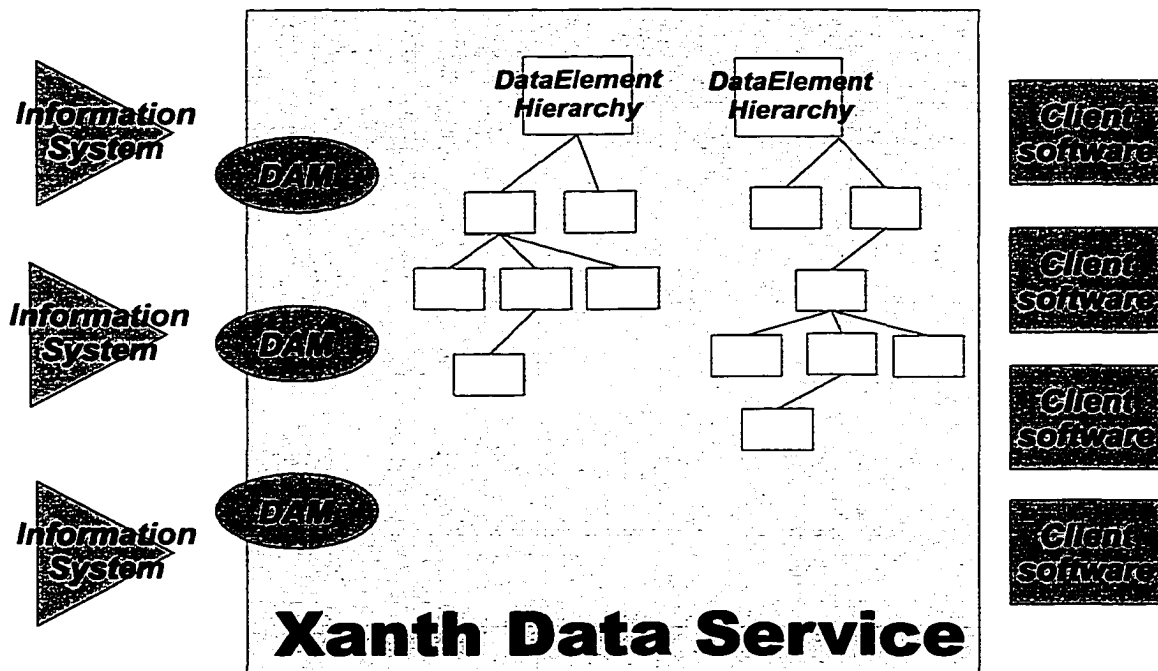 Information
System
Information
System
Information
System
DAM
DAM
DAM
DataElement
Hierarchy
DataElement
Hierarchy
Client
software
Client
software
Client
software
Client
software
Xanth Data Service